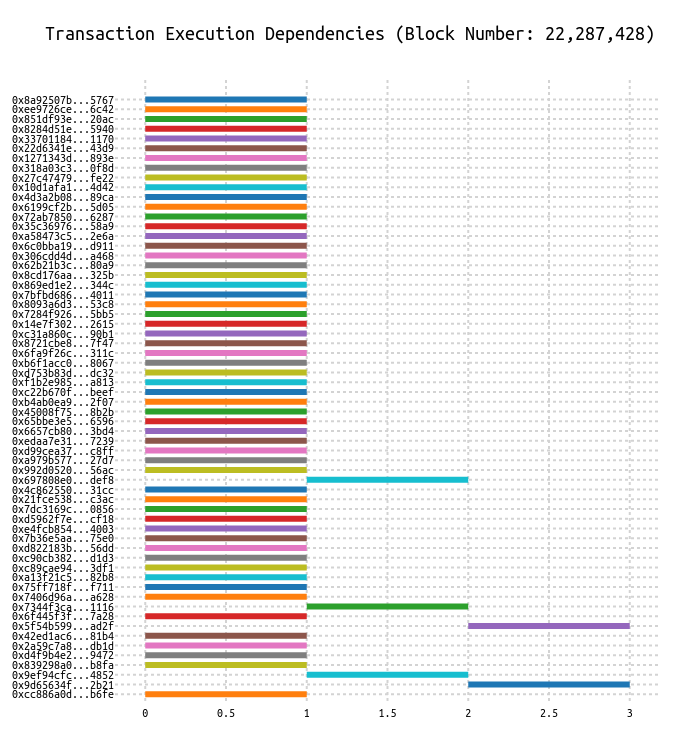 Transaction Execution Dependencies (Block Number: 22,287,428)
0x8a92507b...5767
0xee9726ce...6c42
0x851df93e...20ac
0x8284d51e...5940
0x33701184...1170
0x22d6341e...43d9
0x1271343d...893e
0x318a03c3...0f8d
0x27c47479...fe22
0x10d1afa1...4d42
0x4d3a2b08...89ca
0x6199cf2b...5d05
0x72ab7850...6287
0x35c36976...58a9
0xa58473c5...2e6a
0x6c0bba19...d911
0x306cdd4d...a468
0x62b21b3c...80a9
0x8cd176aa...325b
0x869ed1e2...344c
0x7bfbd686...4011
0x8093a6d3...53c8
0x7284f926...5bb5
0x14e7f302...2615
0xc31a860c...90b1
0x8721cbe8...7f47
0x6fa9f26c...311c
0xb6f1acc0...8067
0xd753b83d...dc32
0xf1b2e985...a813
0xc22b670f...beef
0xb4ab0ea9...2f07
0x45008f75...8b2b
0x65bbe3e5...6596
0x6657cb80...3bd4
0xedaa7e31...7239
0xd99cea37...c8ff
0xa979b577...27d7
0x992d0520...56ac
0x697808e0...def8
0x4c862550...31cc
0x21fce538...c3ac
0x7dc3169c...0856
0xd5962f7e...cf18
0xe4fcb854...4003
0x7b36e5aa...75e0
0xd822183b...56dd
0xc90cb382...d1d3
0xc89cae94...3df1
0xa13f21c5...82b8
0x75ff718f...f711
0x7406d96a...a628
0x7344f3ca...1116
0x6f445f3f...7a28
0x5f54b599...ad2f
0x42ed1ac6...81b4
0x2a59c7a8...db1d
0xd4f9b4e2...9472
0x839298a0...b8fa
0x9ef94cfc...4852
0x9d65634f...2b21
0xcc886a0d...b6fe
0 0.5 1 1.5 2 2.5 3